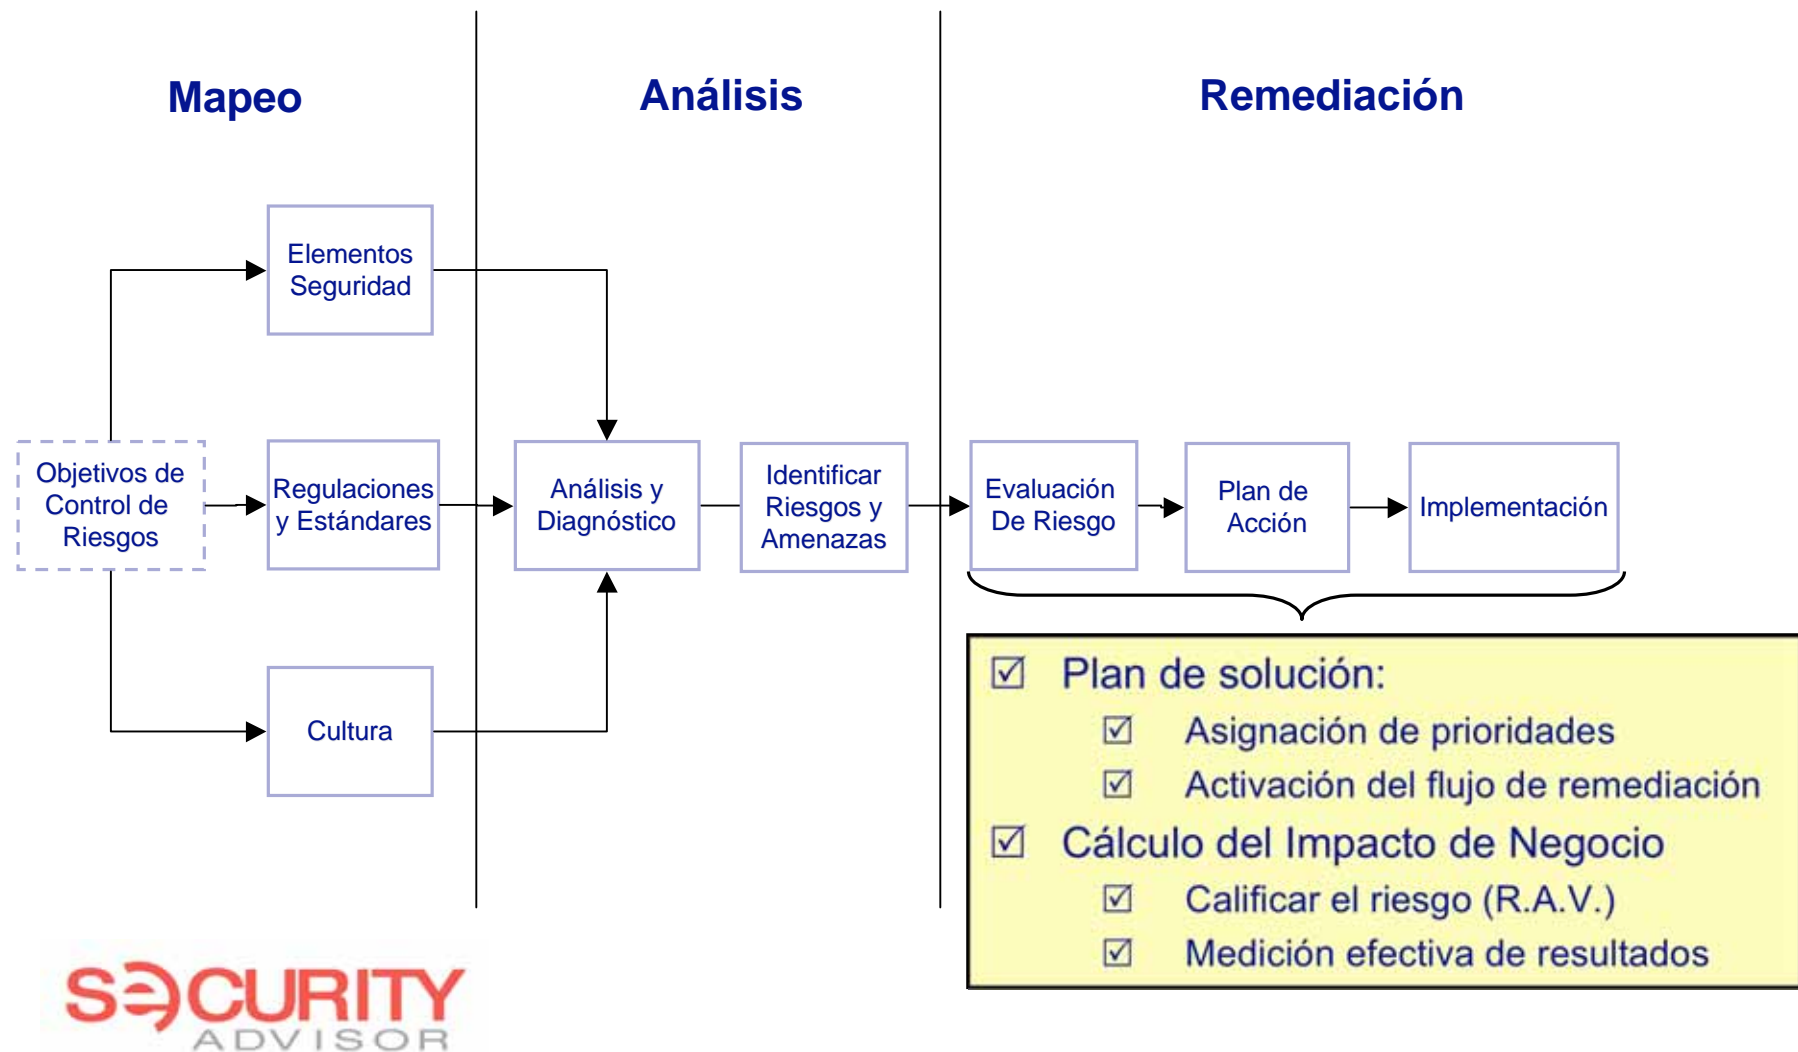 Mapeo
Análisis
Remediación
Elementos
Seguridad
Objetivos de
Control de
Riesgos
Regulaciones
y Estándares
Cultura
Análisis y
Diagnóstico
Identificar
Riesgos y
Amenazas
Evaluación
De Riesgo
Plan de
Acción
Implementación
Plan de solución:
Asignación de prioridades
Activación del flujo de remediación
Cálculo del Impacto de Negocio
Calificar el riesgo (R.A.V.)
Medición efectiva de resultados
SECURITY
ADVISOR